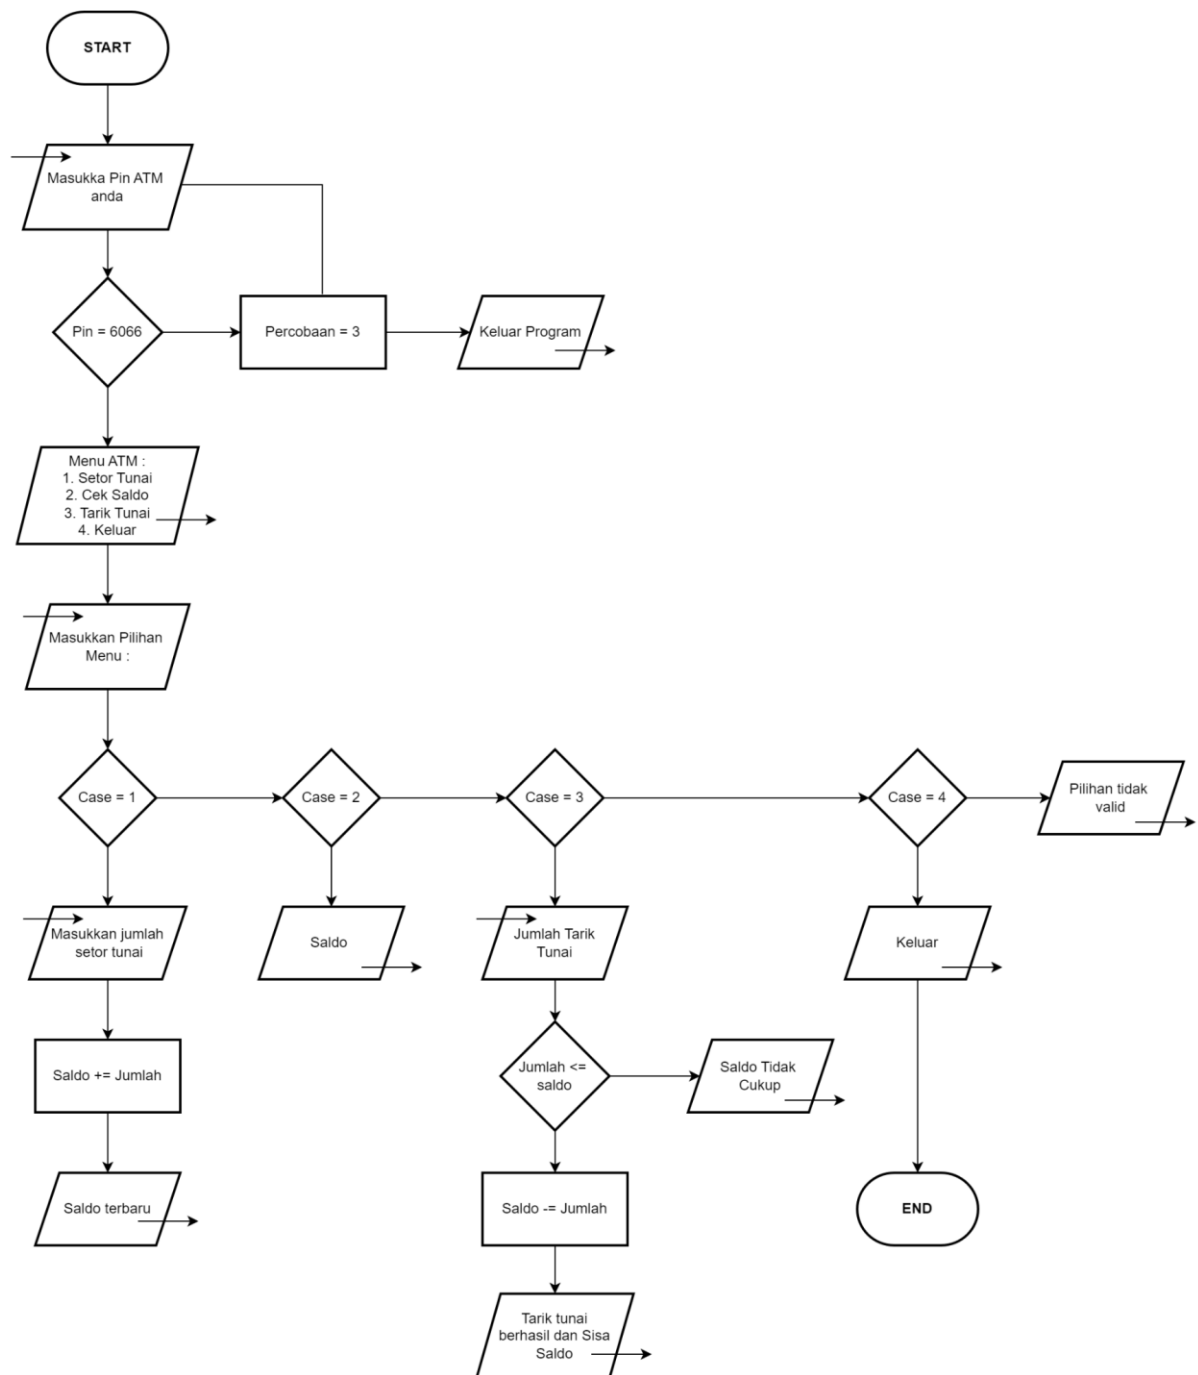 START
Masukka Pin ATM
anda
Pin = 6066
Percobaan = 3
Keluar Program
Menu ATM :
1. Setor Tunai
2. Cek Saldo
3. Tarik Tunai
4. Keluar
Masukkan Pilihan
Menu :
Case = 1
Case = 2
Case = 3
Case = 4
Pilihan tidak
valid
Masukkan jumlah
setor tunai
Saldo
Jumlah Tarik
Tunai
Keluar
Saldo += Jumlah
Jumlah <=
saldo
Saldo Tidak
Cukup
Saldo terbaru
Saldo -= Jumlah
END
Tarik tunai
berhasil dan Sisa
Saldo